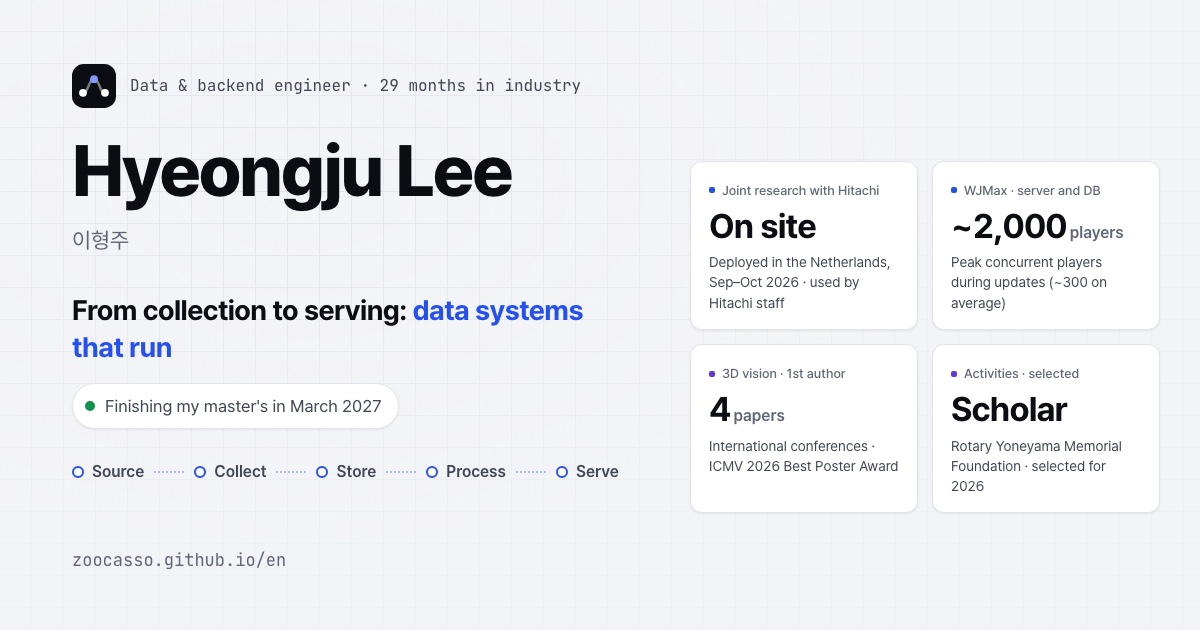 Data & backend engineer · 29 months in industry
Hyeongju Lee
이형주
From collection to serving: data systems
that run
Finishing my master's in March 2027
Source
Collect
Store
Process
Serve
zoocasso.github.io/en
Joint research with Hitachi
On site
Deployed in the Netherlands,
Sep–Oct 2026 · used by
Hitachi staff
WJMax · server and DB
~2,000 players
Peak concurrent players
during updates (~300 on
average)
3D vision · 1st author
4 papers
International conferences ·
ICMV 2026 Best Poster Award
Activities · selected
Scholar
Rotary Yoneyama Memorial
Foundation · selected for
2026